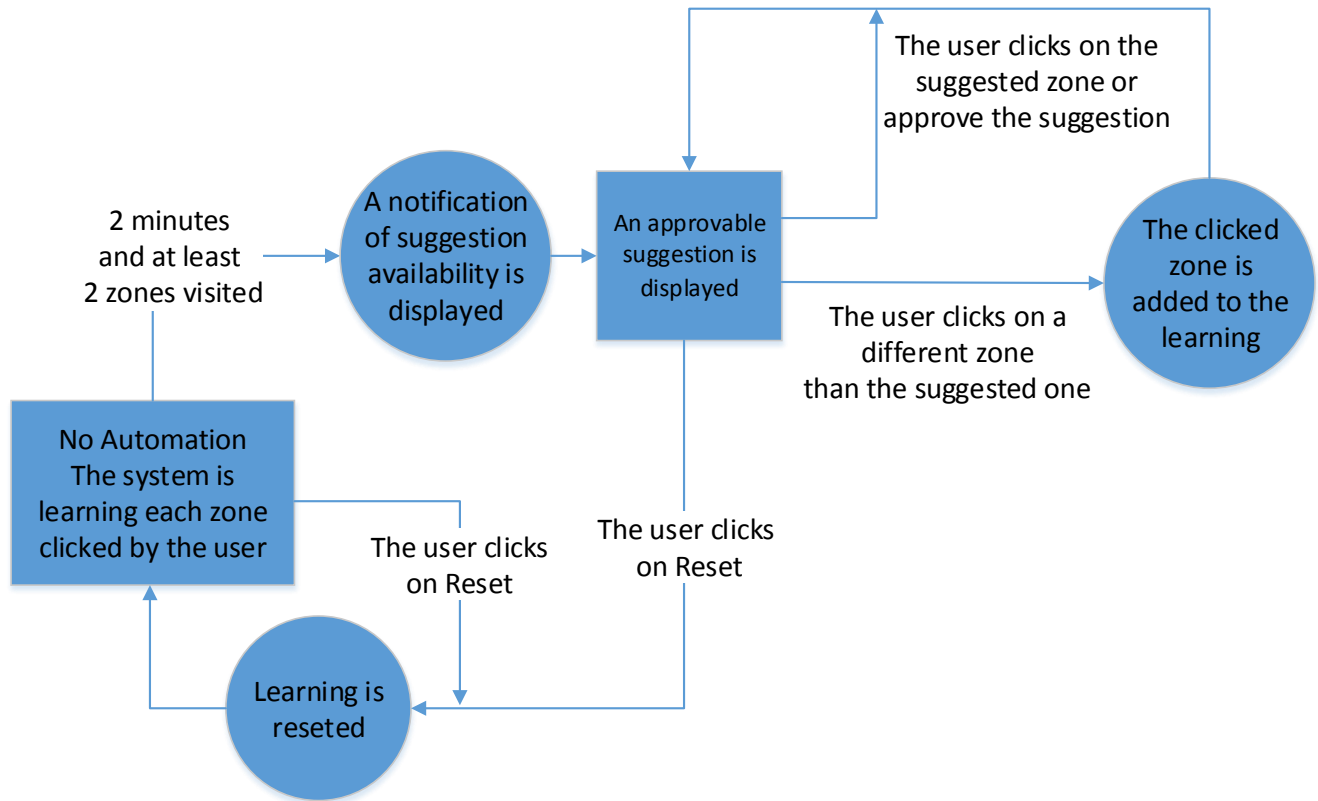 The user clicks on the
suggested zone or
approve the suggestion
A notification
of suggestion
availability is
displayed
2 minutes
and at least
2 zones visited
An approvable
suggestion is
displayed
The clicked
zone is
added to the
learning
The user clicks on a
different zone
than the suggested one
No Automation
The system is
learning each zone
clicked by the user
The user clicks
on Reset
The user clicks
on Reset
Learning is
reseted